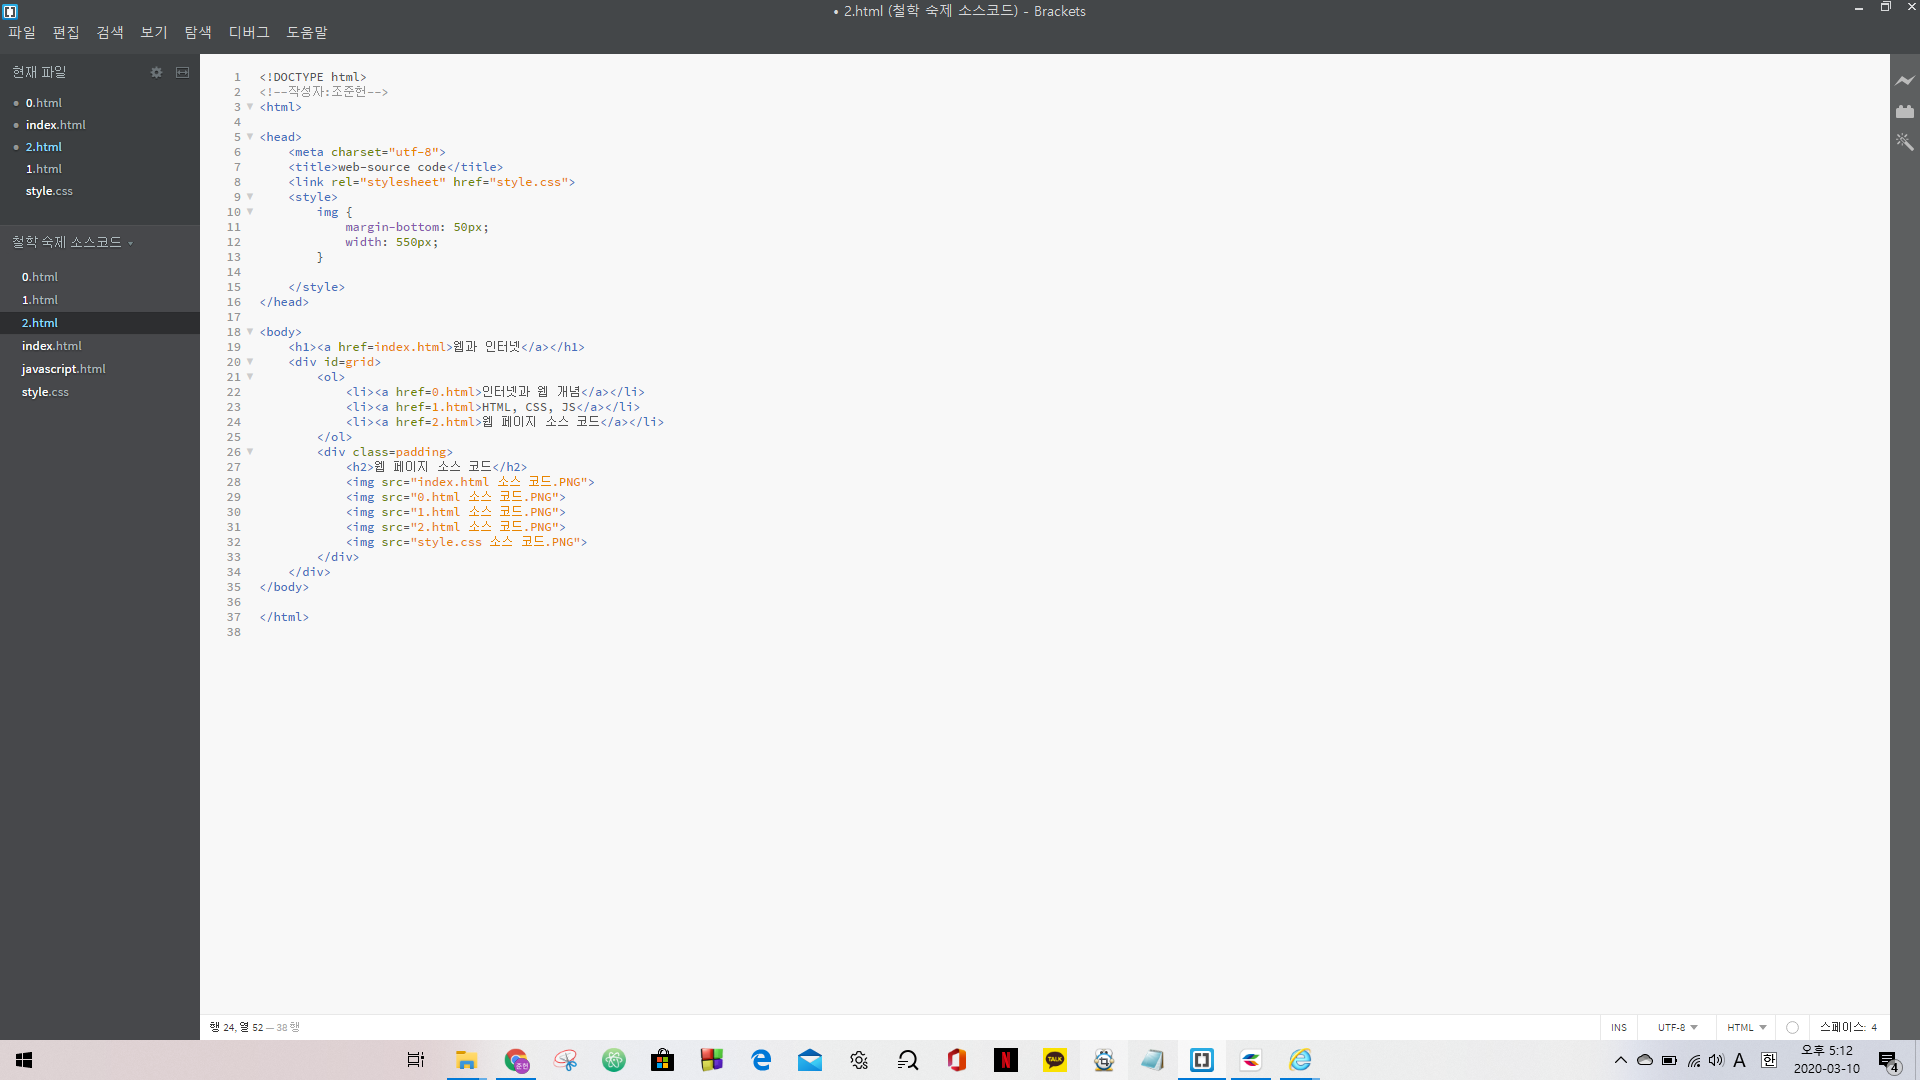 • 2.html (철학 숙제 소스코드) - Brackets
파일 편집 검색 보기 탐색 디버그 도움말
현재 파일
0.html
index.html
2.html
1.html
style.css
철학 숙제 소스코드
0.html
1.html
2.html
index.html
javascript.html
style.css
1 <!DOCTYPE html>
2 <!--작성자:조준현-->
3 <html>
4
5 <head>
6 <meta charset="utf-8">
7 <title>web-source code</title>
8 <link rel="stylesheet" href="style.css">
9 <style>
10 img {
11 margin-bottom: 50px;
12 width: 550px;
13 }
14
15 </style>
16 </head>
17
18 <body>
19 <h1><a href=index.html>웹과 인터넷</a></h1>
20 <div id=grid>
21 <ol>
22 <li><a href=0.html>인터넷과 웹 개념</a></li>
23 <li><a href=1.html>HTML, CSS, JS</a></li>
24 <li><a href=2.html>웹 페이지 소스 코드</a></li>
25 </ol>
26 <div class=padding>
27 <h2>웹 페이지 소스 코드</h2>
28 <img src="index.html 소스 코드.PNG">
29 <img src="0.html 소스 코드.PNG">
30 <img src="1.html 소스 코드.PNG">
31 <img src="2.html 소스 코드.PNG">
32 <img src="style.css 소스 코드.PNG">
33 </div>
34 </div>
35 </body>
36
37 </html>
38
행 24, 열 52 — 38 행
INS UTF-8 HTML 스페이스: 4
준헌
N
TALK
A
한
오후 5:12
2020-03-10
4